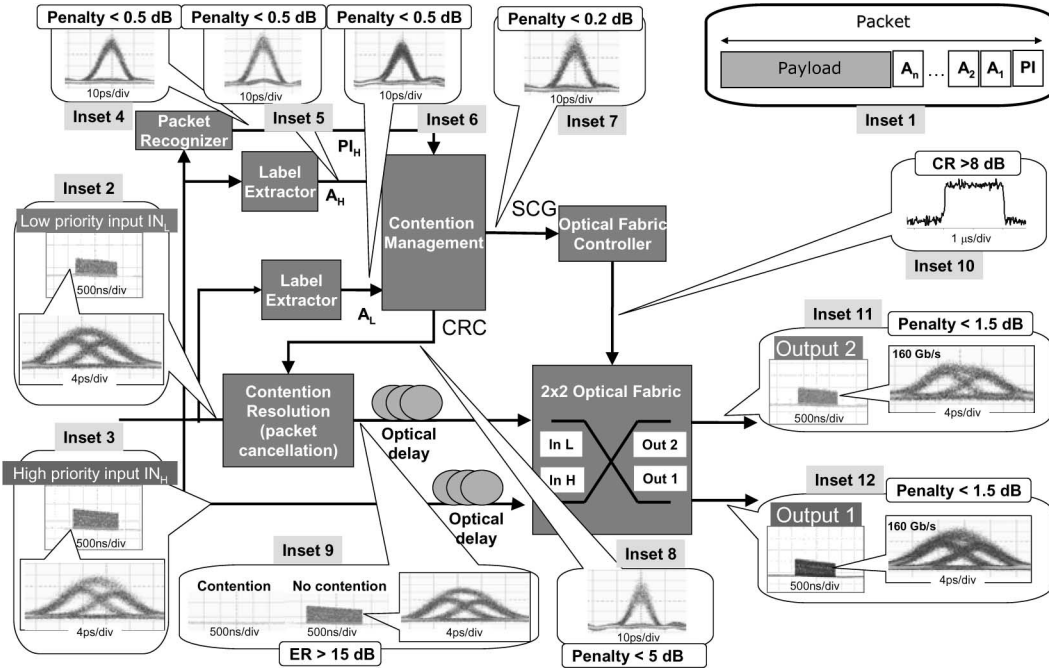 Penalty < 0.5 dB
10ps/div
Inset 4
Penalty < 0.5 dB
10ps/div
Inset 5
Penalty < 0.5 dB
10ps/div
Inset 6
Penalty < 0.2 dB
10ps/div
Inset 7
Packet
Payload
An
...
A2
A1
PI
Inset 1
Packet
Recognizer
PIH
Label
Extractor
AH
Contention
Management
SCG
Optical Fabric
Controller
CR >8 dB
1 µs/div
Inset 10
Inset 2
Low priority input INL
500ns/div
4ps/div
Label
Extractor
AL
CRC
Contention
Resolution
(packet
cancellation)
Optical
delay
2x2 Optical Fabric
In L
Out 2
In H
Out 1
Inset 11
Penalty < 1.5 dB
Output 2
500ns/div
160 Gb/s
4ps/div
Inset 3
High priority input INH
500ns/div
4ps/div
Optical
delay
Inset 12
Penalty < 1.5 dB
Output 1
500ns/div
160 Gb/s
4ps/div
Inset 9
Contention
No contention
500ns/div
500ns/div
4ps/div
ER > 15 dB
Inset 8
10ps/div
Penalty < 5 dB